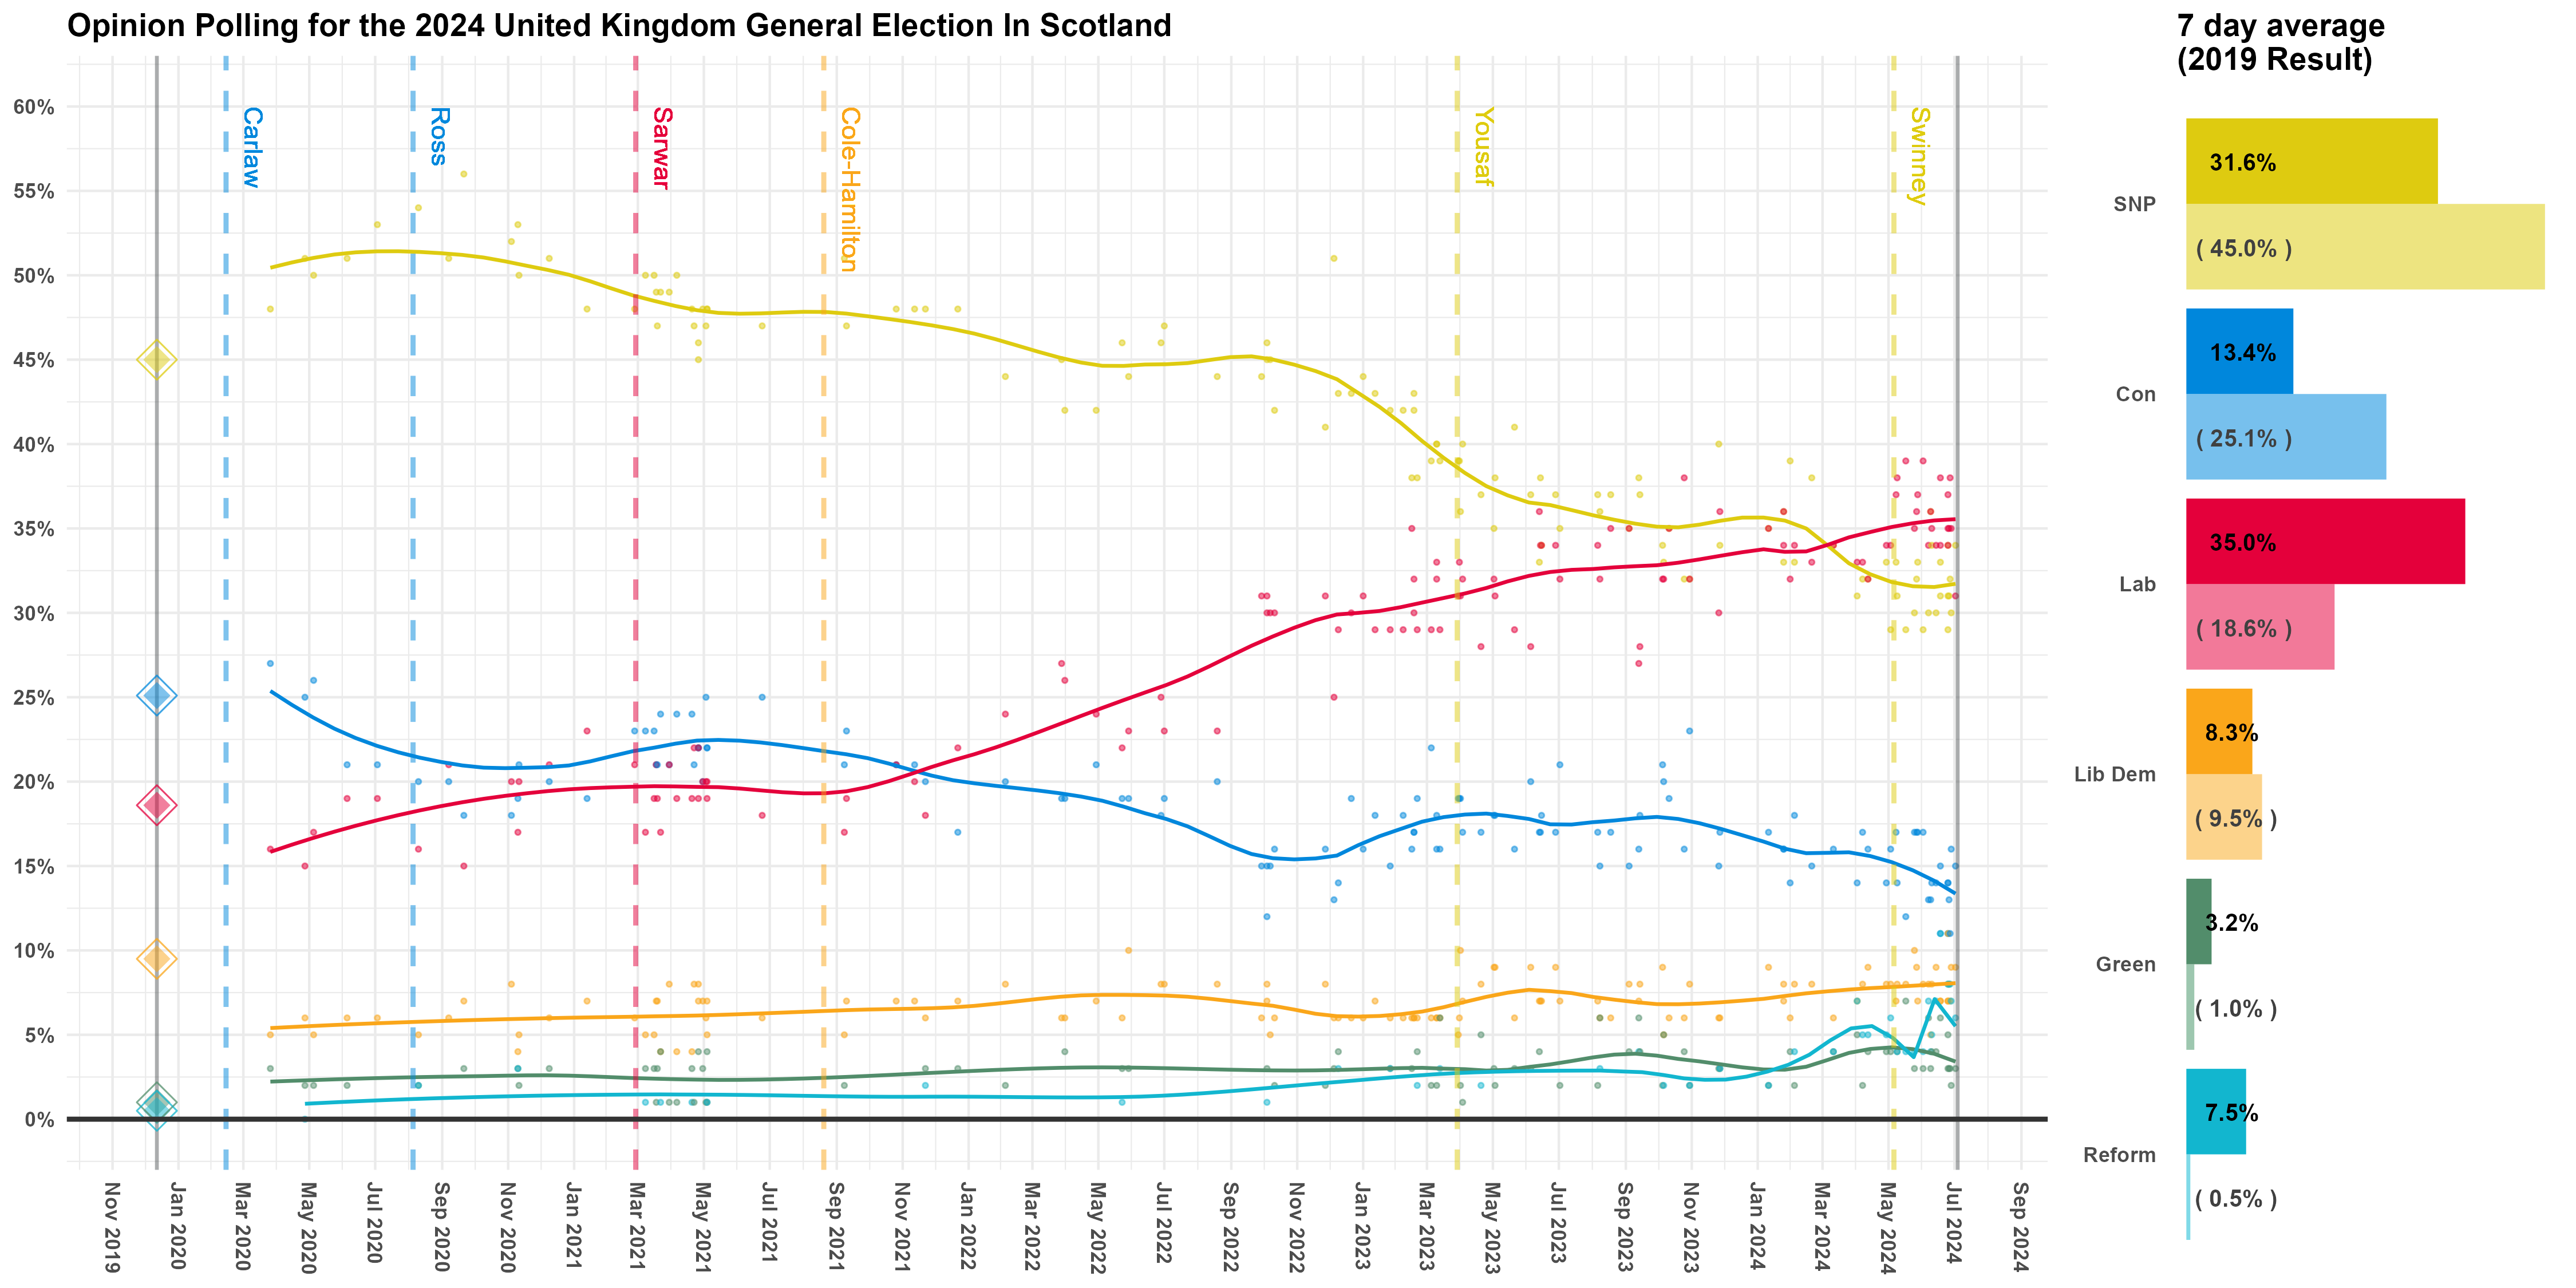 Opinion Polling for the 2024 United Kingdom General Election In Scotland
7 day average
(2019 Result)
60%
55%
50%
45%
40%
35%
30%
25%
20%
15%
10%
5%
0%
Carlaw
Ross
Sarwar
Cole-Hamilton
Yousaf
Swinney
Nov 2019
Jan 2020
Mar 2020
May 2020
Jul 2020
Sep 2020
Nov 2020
Jan 2021
Mar 2021
May 2021
Jul 2021
Sep 2021
Nov 2021
Jan 2022
Mar 2022
May 2022
Jul 2022
Sep 2022
Nov 2022
Jan 2023
Mar 2023
May 2023
Jul 2023
Sep 2023
Nov 2023
Jan 2024
Mar 2024
May 2024
Jul 2024
Sep 2024
SNP
31.6%
( 45.0% )
Con
13.4%
( 25.1% )
Lab
35.0%
( 18.6% )
Lib Dem
8.3%
( 9.5% )
Green
3.2%
( 1.0% )
Reform
7.5%
( 0.5% )